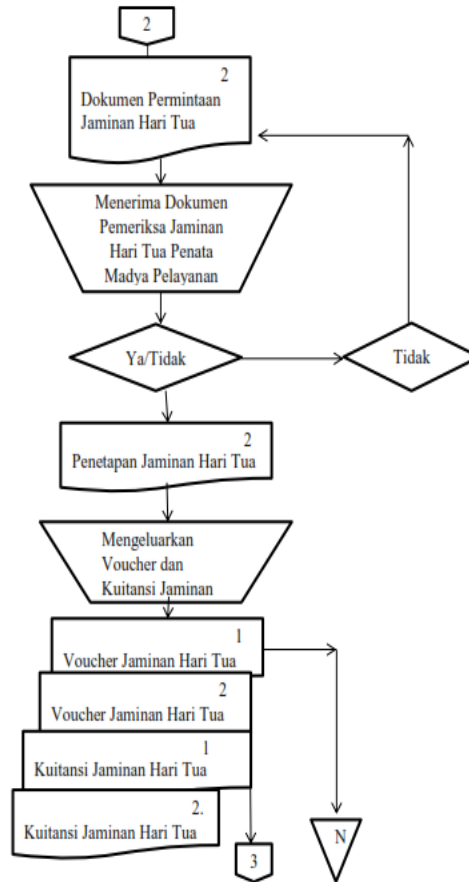 2
2
Dokumen Permintaan
Jaminan Hari Tua
Menerima Dokumen
Pemeriksa Jaminan
Hari Tua Penata
Madya Pelayanan
Ya/Tidak
Tidak
2
Penetapan Jaminan Hari Tua
Mengeluarkan
Voucher dan
Kuitansi Jaminan
1
Voucher Jaminan Hari Tua
2
Voucher Jaminan Hari Tua
1
Kuitansi Jaminan Hari Tua
2.
Kuitansi Jaminan Hari Tua
3
N